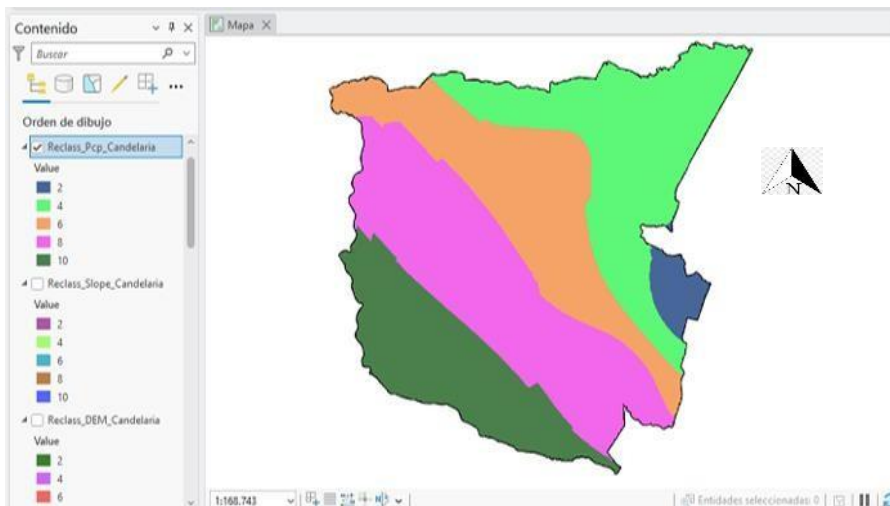 Contenido
Mapa
Buscar
Orden de dibujo
Reclass_Pcp_Candelaria
Value
2
4
6
8
10
Reclass_Slope_Candelaria
Value
2
4
6
8
10
Reclass_DEM_Candelaria
Value
2
4
6
N
1:168.743
Entidades seleccionadas: 0